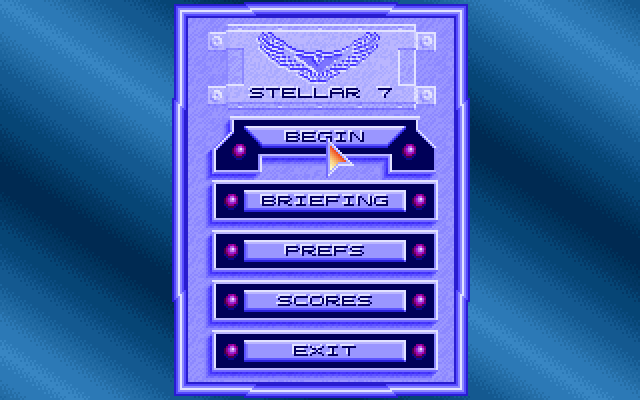 STELLAR 7
BEGIN
BRIEFING
PREFS
SCORES
EXIT